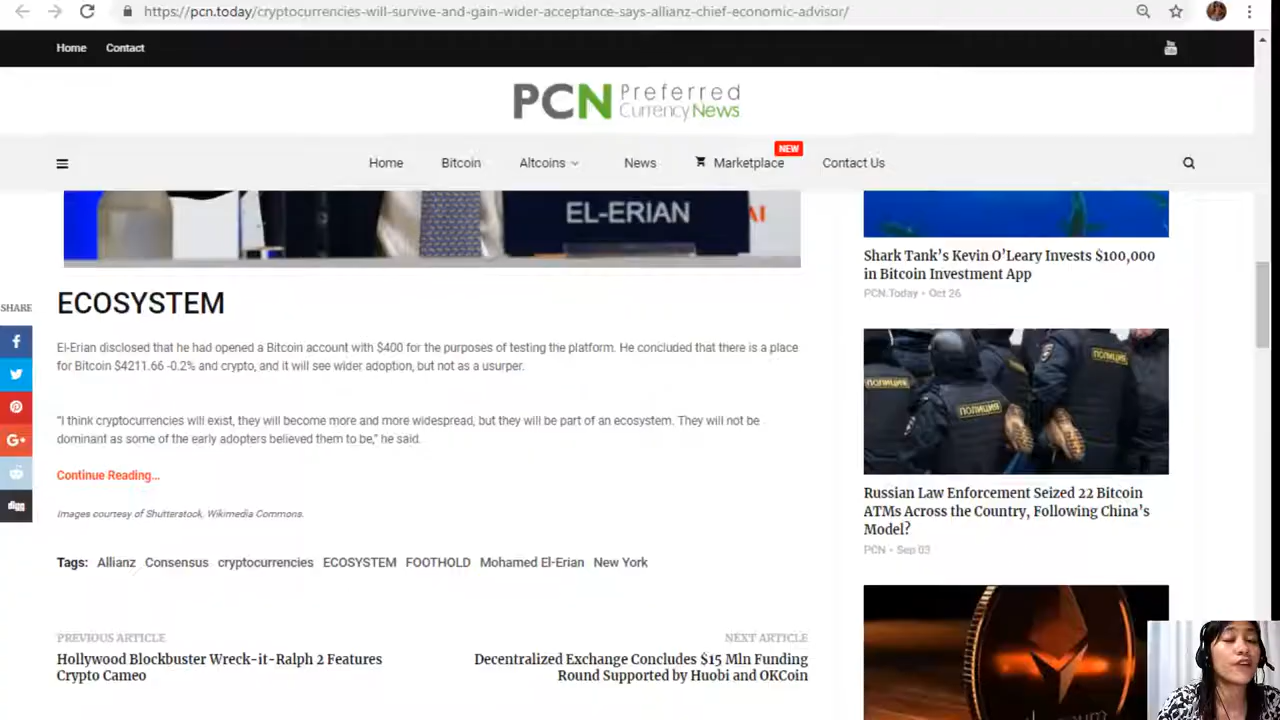 https://pcn.today/cryptocurrencies-will-survive-and-gain-wider-acceptance-says-allianz-chief-economic-advisor/
Home Contact
PCN Preferred
Currency News
Home Bitcoin Altcoins News Marketplace NEW Contact Us
EL-ERIAN
ECOSYSTEM
SHARE
El-Erian disclosed that he had opened a Bitcoin account with $400 for the purposes of testing the platform. He concluded that there is a place
for Bitcoin $4211.66 -0.2% and crypto, and it will see wider adoption, but not as a usurper.
"I think cryptocurrencies will exist, they will become more and more widespread, but they will be part of an ecosystem. They will not be
dominant as some of the early adopters believed them to be," he said.
Continue Reading...
Images courtesy of Shutterstock, Wikimedia Commons.
Tags: Allianz Consensus cryptocurrencies ECOSYSTEM FOOTHOLD Mohamed El-Erian New York
PREVIOUS ARTICLE
Hollywood Blockbuster Wreck-it-Ralph 2 Features
Crypto Cameo
NEXT ARTICLE
Decentralized Exchange Concludes $15 Mln Funding
Round Supported by Huobi and OKCoin
Shark Tank's Kevin O'Leary Invests $100,000
in Bitcoin Investment App
PCN.Today • Oct 26
ПОЛИЦИЯ
ПОЛИЦИЯ
ПОЛИЦИЯ
Russian Law Enforcement Seized 22 Bitcoin
ATMs Across the Country, Following China's
Model?
PCN • Sep 03
digg